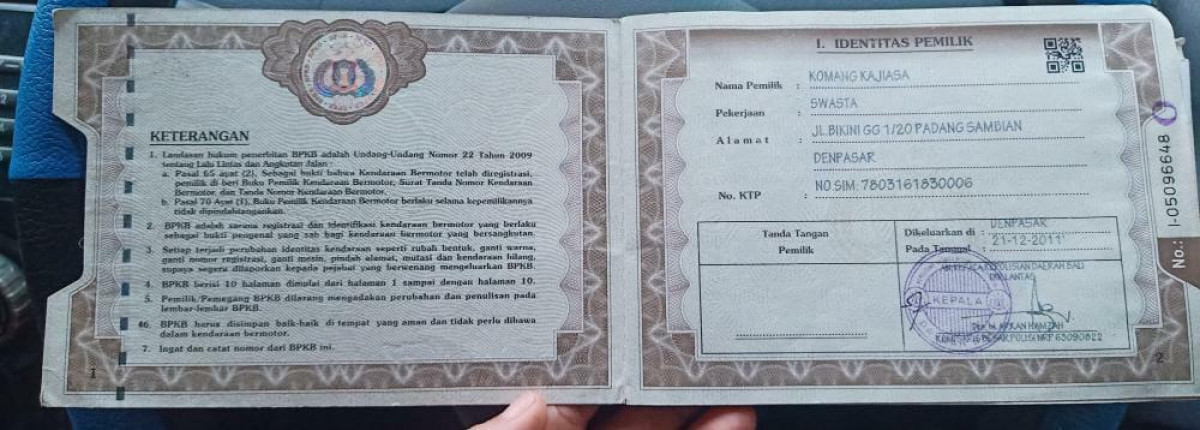 KETERANGAN
1. Landasan hukum penerbitan BPKB adalah Undang-Undang Nomor 22 Tahun 2009
tentang Lalu Lintas dan Angkutan Jalan :
a. Pasal 65 ayat (2), Sebagai bukti bahwa Kendaraan Bermotor telah diregistrasi,
pemilik di beri Buku Pemilik Kendaraan Bermotor, Surat Tanda Nomor Kendaraan
Bermotor, dan Tanda Nomor Kendaraan Bermotor.
b. Pasal 70 Ayat (1), Buku Pemilik Kendaraan Bermotor berlaku selama kepemilikannya
tidak dipindahtangankan.
2. BPKB adalah sarana registrasi dan identifikasi kendaraan bermotor yang berlaku
sebagai bukti pengenal yang sah bagi kendaraan bermotor yang bersangkutan.
3. Setiap terjadi perubahan identitas kendaraan seperti rubah bentuk, ganti warna,
ganti nomor registrasi, ganti mesin, pindah alamat, mutasi dan kendaraan hilang,
supaya segera dilaporkan kepada pejabat yang berwenang mengeluarkan BPKB.
4. BPKB berisi 10 halaman dimulai dari halaman 1 sampai dengan halaman 10.
5. Pemilik/Pemegang BPKB dilarang mengadakan perubahan dan penulisan pada
lembar-lembar BPKB.
6. BPKB harus disimpan baik-baik di tempat yang aman dan tidak perlu dibawa
dalam kendaraan bermotor.
7. Ingat dan catat nomor dari BPKB ini.
1
I. IDENTITAS PEMILIK
Nama Pemilik : KOMANG KAJIASA
Pekerjaan : SWASTA
Alamat : JL.BIKINI GG 1/20 PADANG SAMBIAN
DENPASAR
No. KTP : NO.SIM: 7803161830006
Tanda Tangan
Pemilik
Dikeluarkan di : DENPASAR
Pada Tanggal : 21-12-2011
KEPOLISIAN DAERAH BALI
DIRLANTAS
KEPALA
HAMZAH
KOMISARIS BESAR POLISI NRP 63090822
2
No.: I-05096648 O